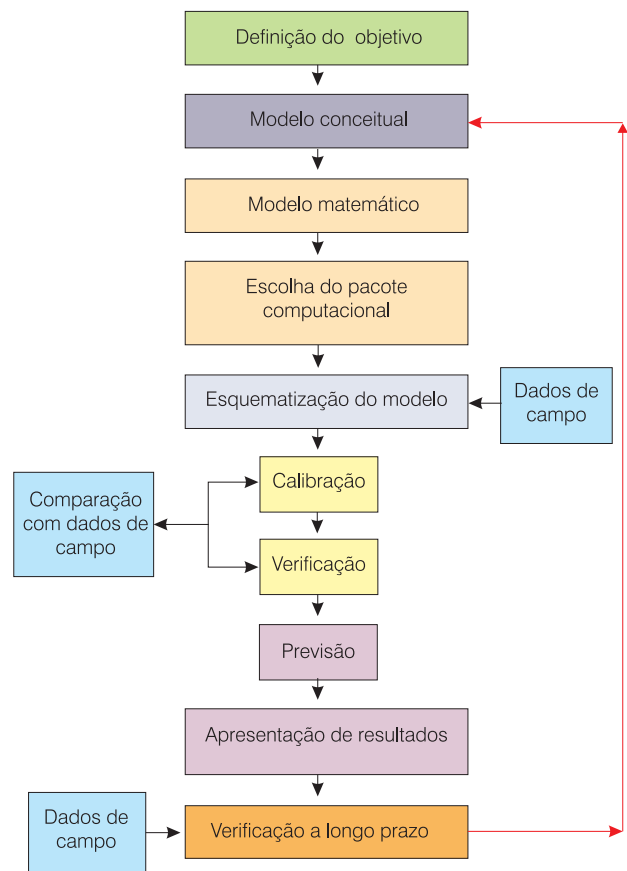 Definição do objetivo
Modelo conceitual
Modelo matemático
Escolha do pacote
computacional
Esquematização do modelo
Dados de
campo
Calibração
Comparação
com dados de
campo
Verificação
Previsão
Apresentação de resultados
Dados de
campo
Verificação a longo prazo